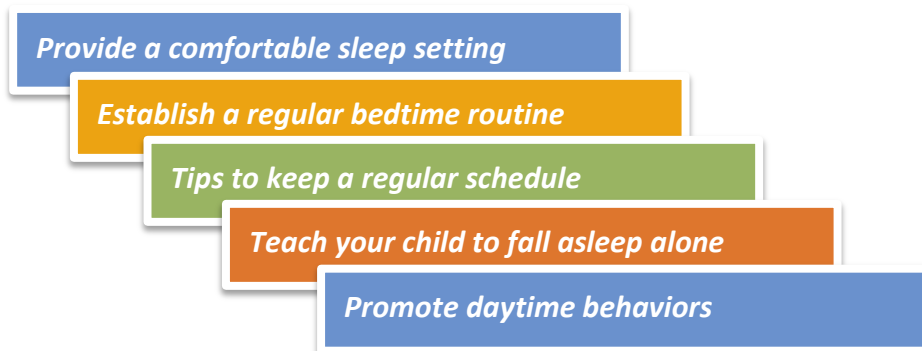 Provide a comfortable sleep setting
Establish a regular bedtime routine
Tips to keep a regular schedule
Teach your child to fall asleep alone
Promote daytime behaviors